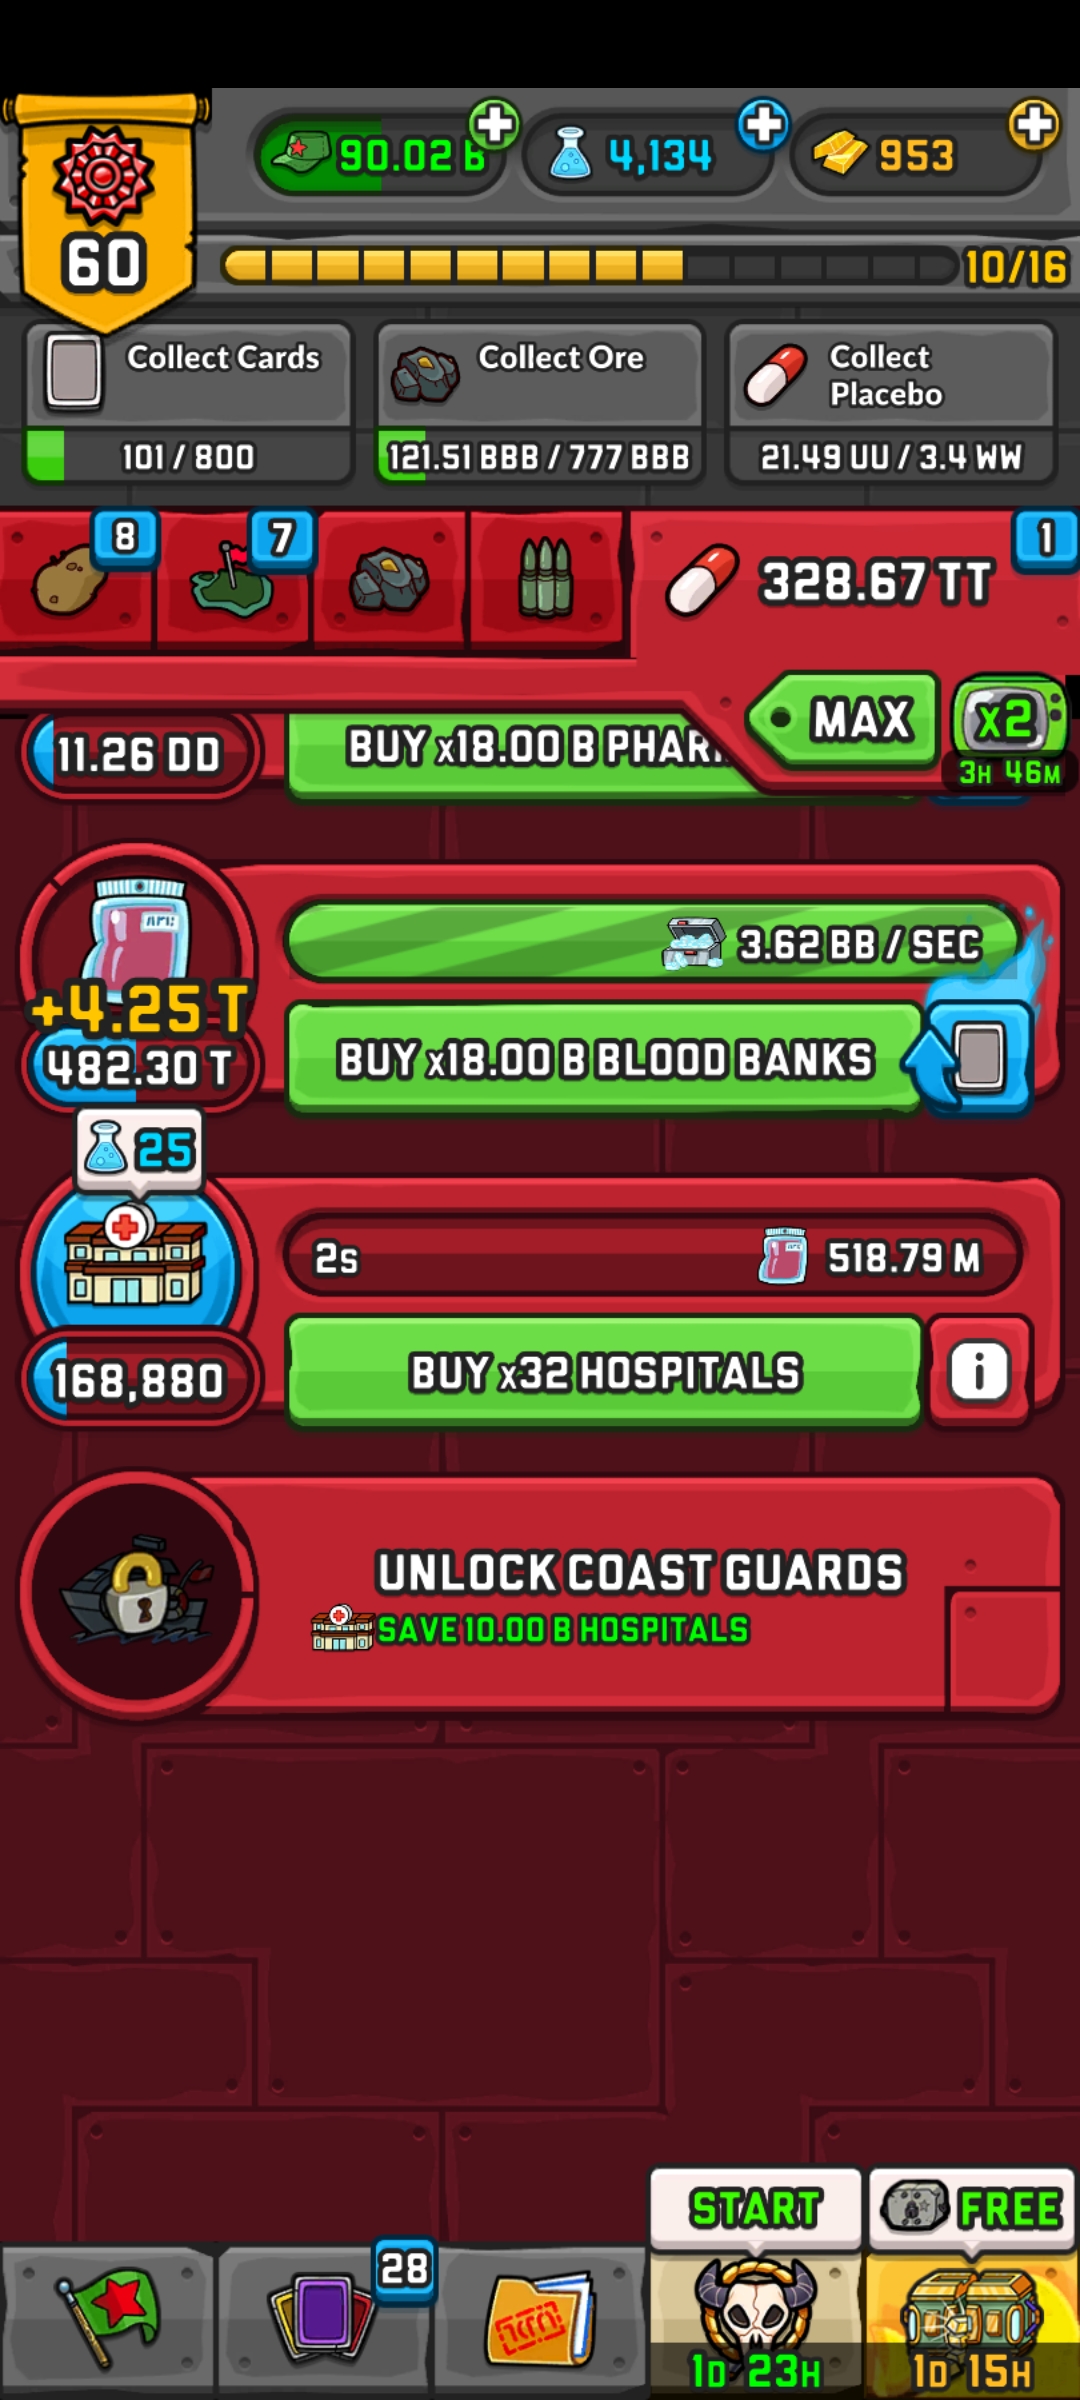 90.02 B
4,134
953
60
10/16
Collect Cards
101 / 800
Collect Ore
121.51 BBB / 777 BBB
Collect
Placebo
21.49 UU / 3.4 WW
8
7
328.67 TT
1
MAX
x2
3H 46M
11.26 DD
BUY x18.00 B
3.62 BB / SEC
+4.25 T
482.30 T
BUY x18.00 B BLOOD BANKS
25
2s
518.79 M
168,880
BUY x32 HOSPITALS
i
UNLOCK COAST GUARDS
SAVE 10.00 B HOSPITALS
START
FREE
28
1D 23H
1D 15H